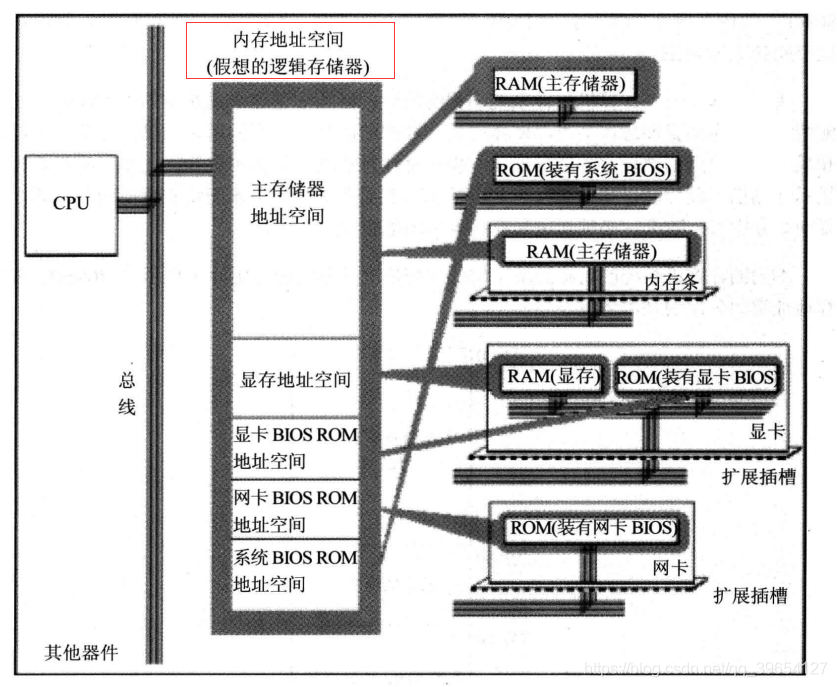 内存地址空间
(假想的逻辑存储器)
CPU
总
线
其他器件
主存储器
地址空间
显存地址空间
显卡 BIOS ROM
地址空间
网卡 BIOS ROM
地址空间
系统 BIOS ROM
地址空间
RAM(主存储器)
ROM(装有系统 BIOS)
RAM(主存储器)
内存条
RAM(显存)
ROM(装有显卡 BIOS)
显卡
扩展插槽
ROM(装有网卡 BIOS)
网卡
扩展插槽